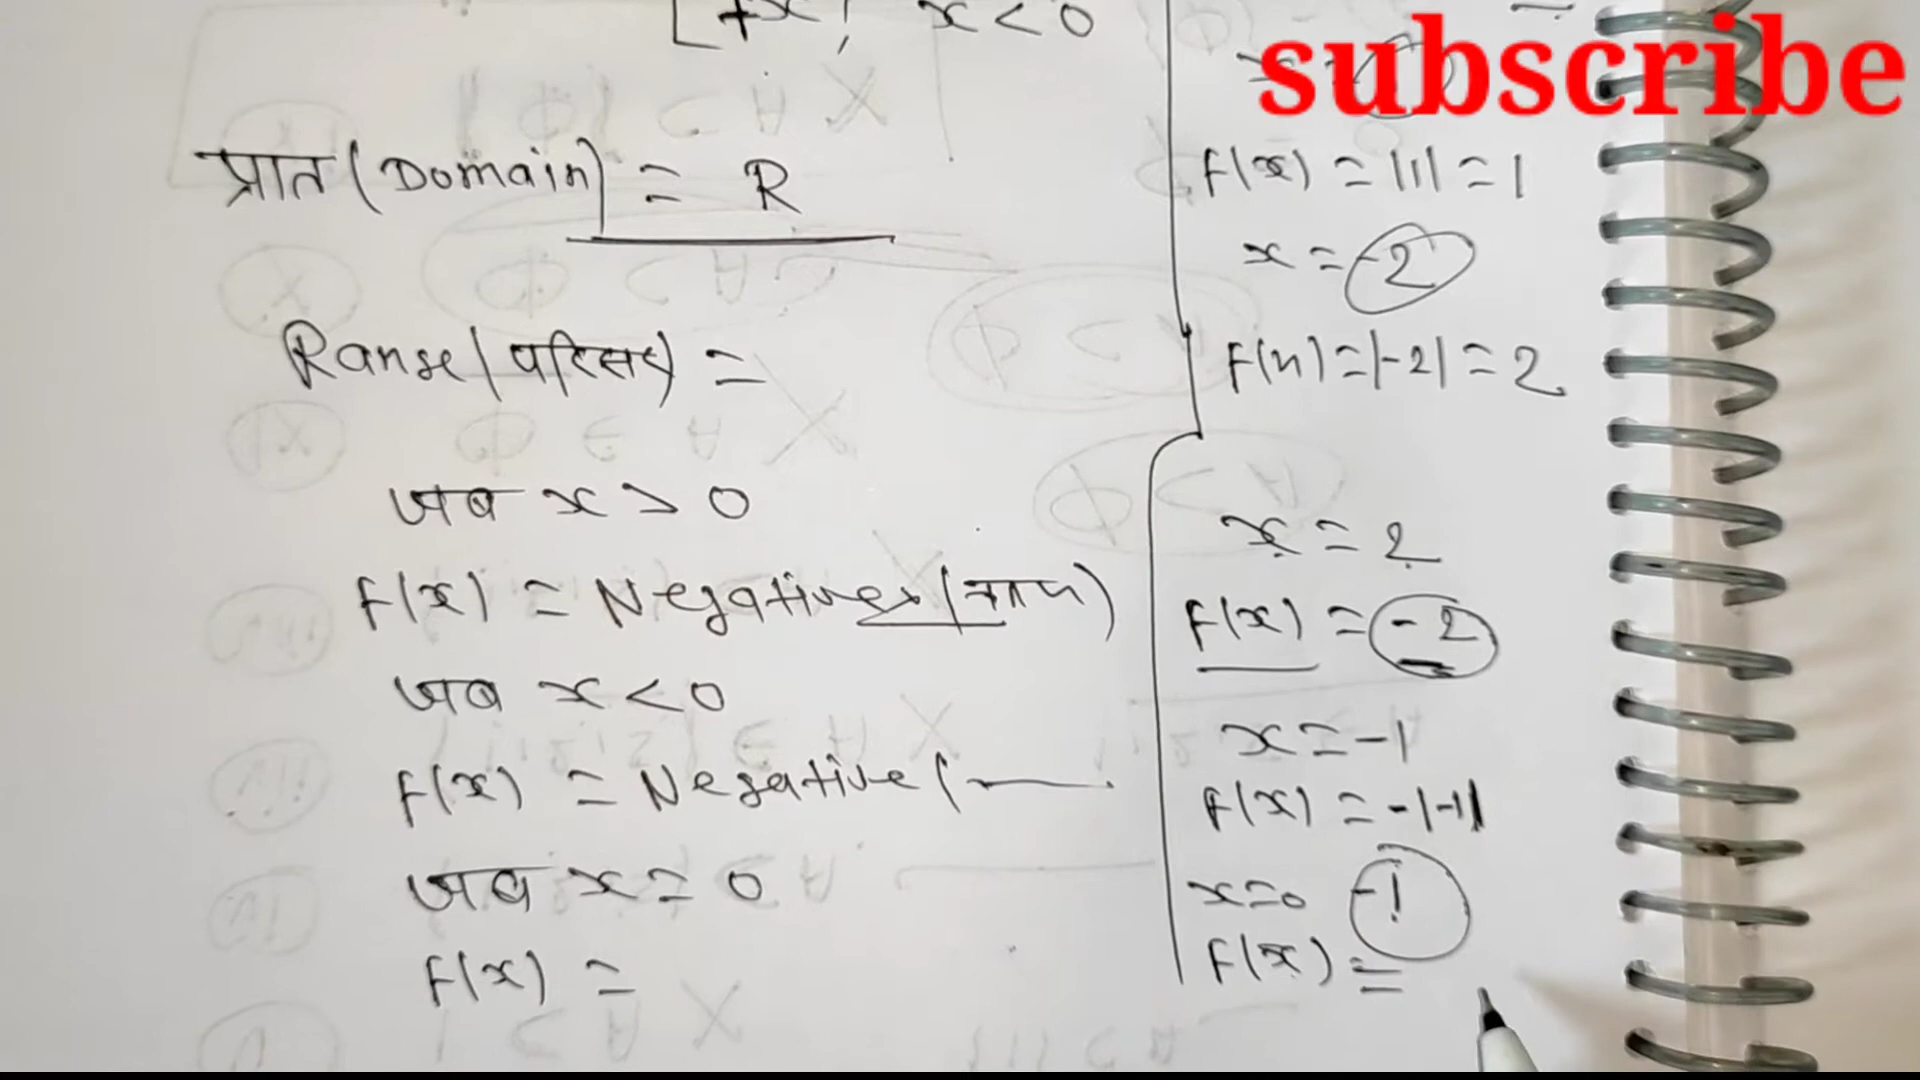 +x, x < 0
प्रात (Domain) = R
Range (परिसर) =
जब x > 0
F(x) = Negative (ऋण)
जब x < 0
F(x) = Negative (
जब x = 0
F(x) =
subscribe
F(x) = |1| = 1
x = -2
F(x) = |-2| = 2
x = 2
F(x) = -2
x = -1
F(x) = -|-1|
-1
x = 0
F(x) =